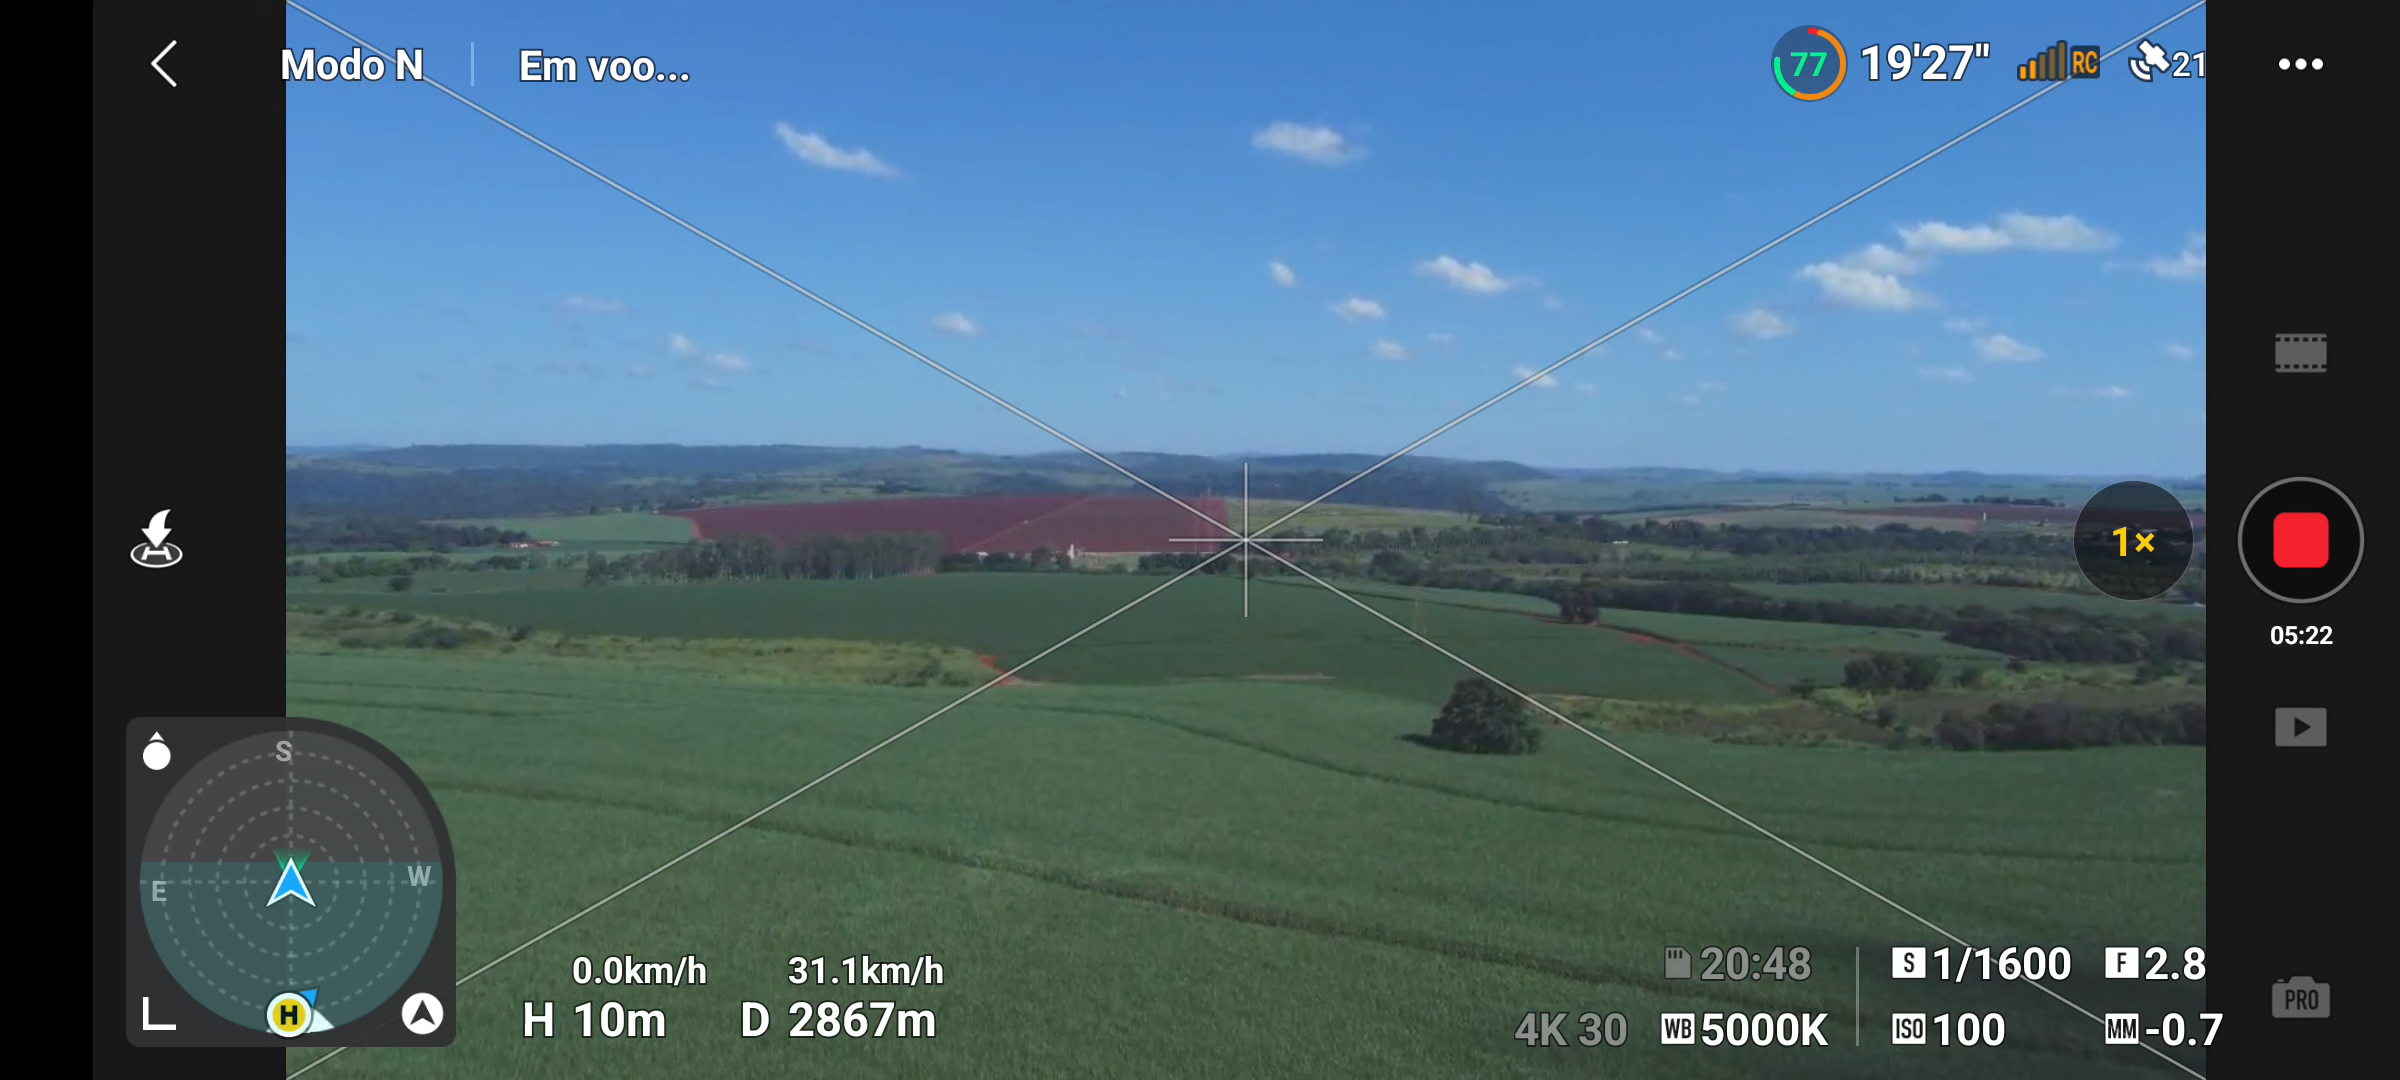 Modo N | Em voo... 77 19'27" RC 21
1×
05:22
S
E W
H
0.0km/h 31.1km/h
H 10m D 2867m
20:48 S 1/1600 F 2.8
4K 30 WB 5000K ISO 100 MM -0.7
PRO